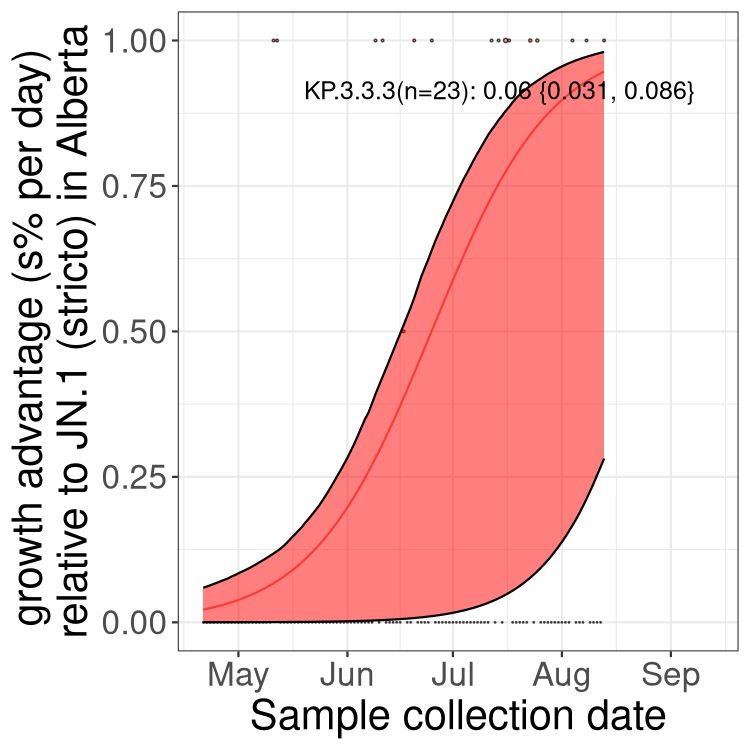 growth advantage (s% per day)
relative to JN.1 (stricto) in Alberta
1.00
0.75
0.50
0.25
0.00
KP.3.3.3(n=23): 0.06 {0.031, 0.086}
May Jun Jul Aug Sep
Sample collection date